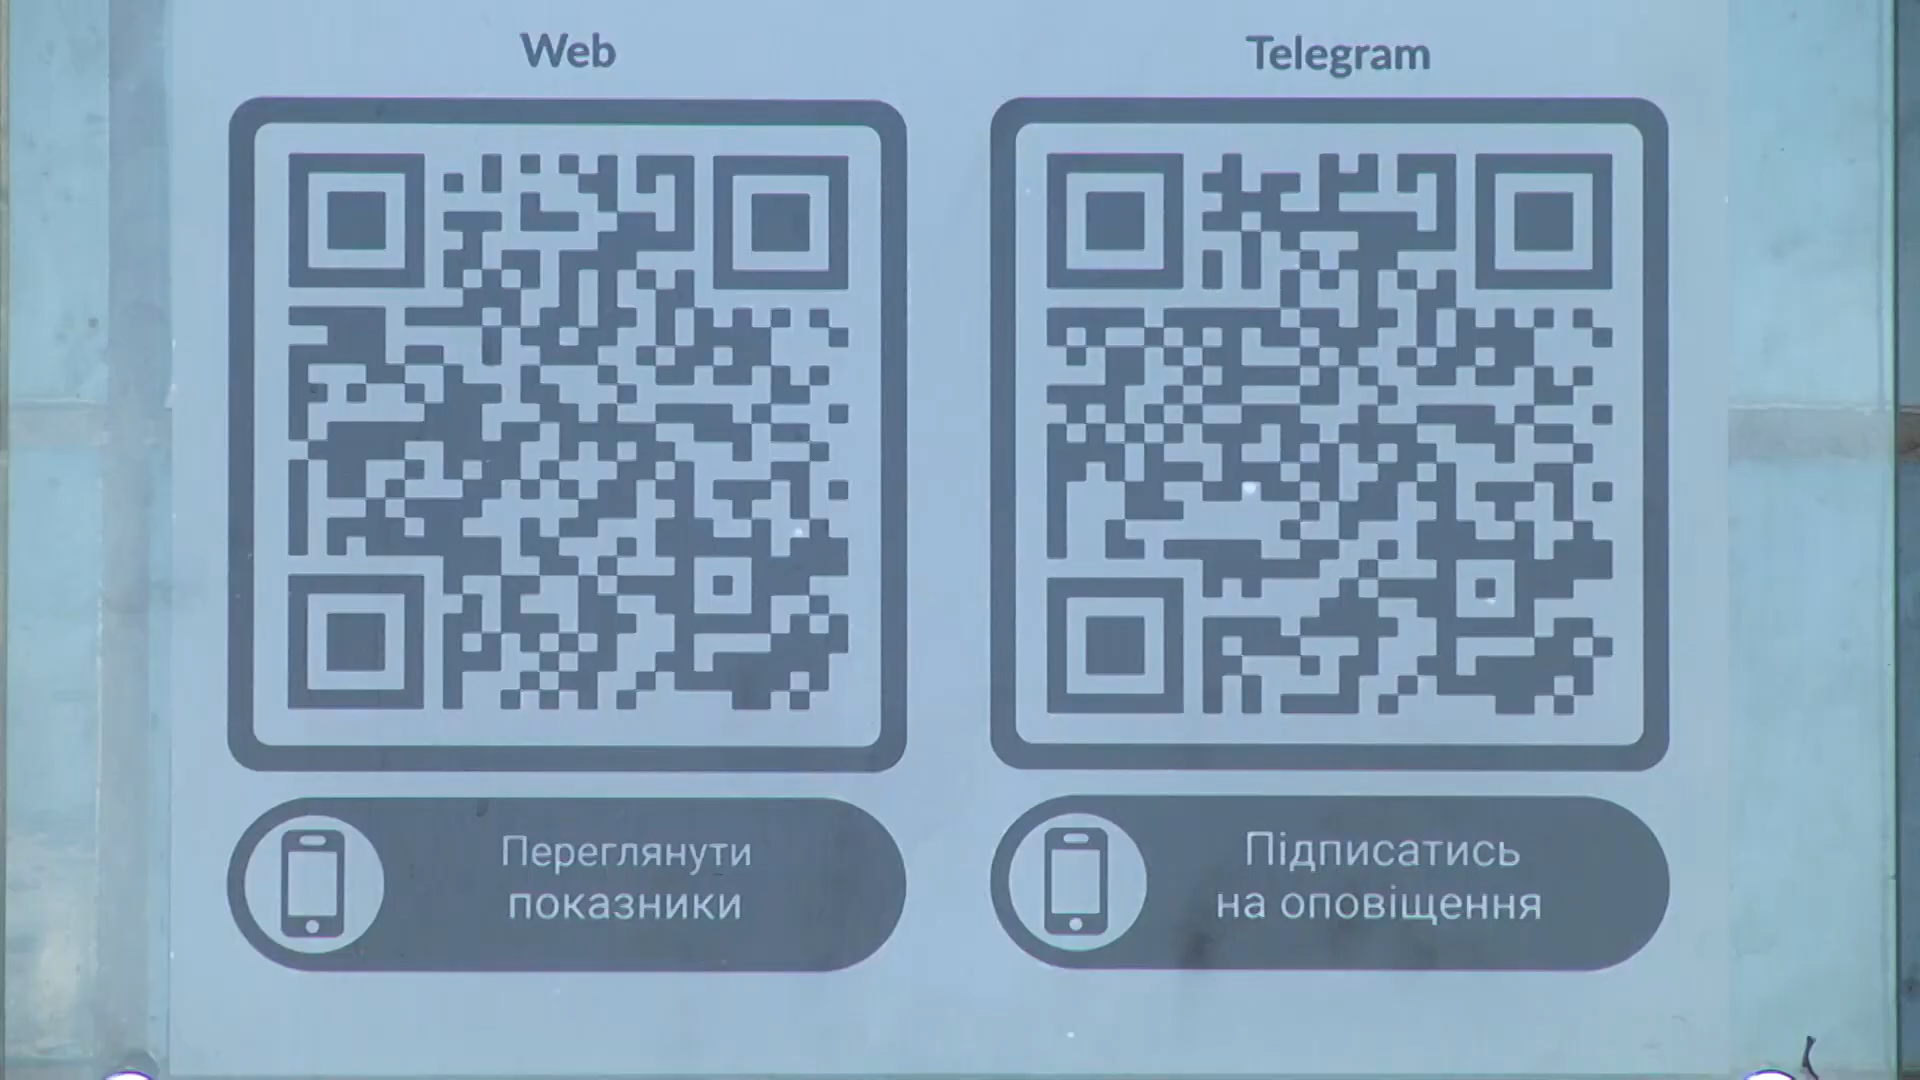 Web
Telegram
Переглянути
показники
Підписатись
на оповіщення